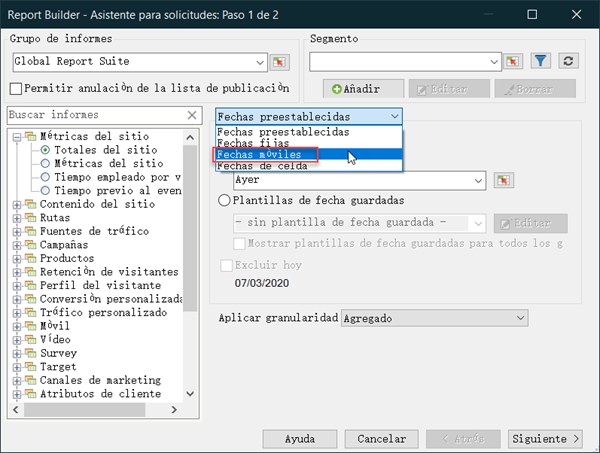 Report Builder - Asistente para solicitudes: Paso 1 de 2
Grupo de informes
Global Report Suite
Permitir anulación de la lista de publicación
Segmento
Añadir
Editar
Borrar
Buscar informes
Métricas del sitio
Totales del sitio
Métricas del sitio
Tiempo empleado por v
Tiempo previo al even
Contenido del sitio
Rutas
Fuentes de tráfico
Campañas
Productos
Retención de visitantes
Perfil del visitante
Conversión personalizada
Tráfico personalizado
Móvil
Vídeo
Survey
Target
Canales de marketing
Atributos de cliente
Fechas preestablecidas
Fechas preestablecidas
Fechas fijas
Fechas móviles
Fechas de celda
Ayer
Plantillas de fecha guardadas
- sin plantilla de fecha guardada -
Editar
Mostrar plantillas de fecha guardadas para todos los g
Excluir hoy
07/03/2020
Aplicar granularidad
Agregado
Ayuda
Cancelar
< Atrás
Siguiente >